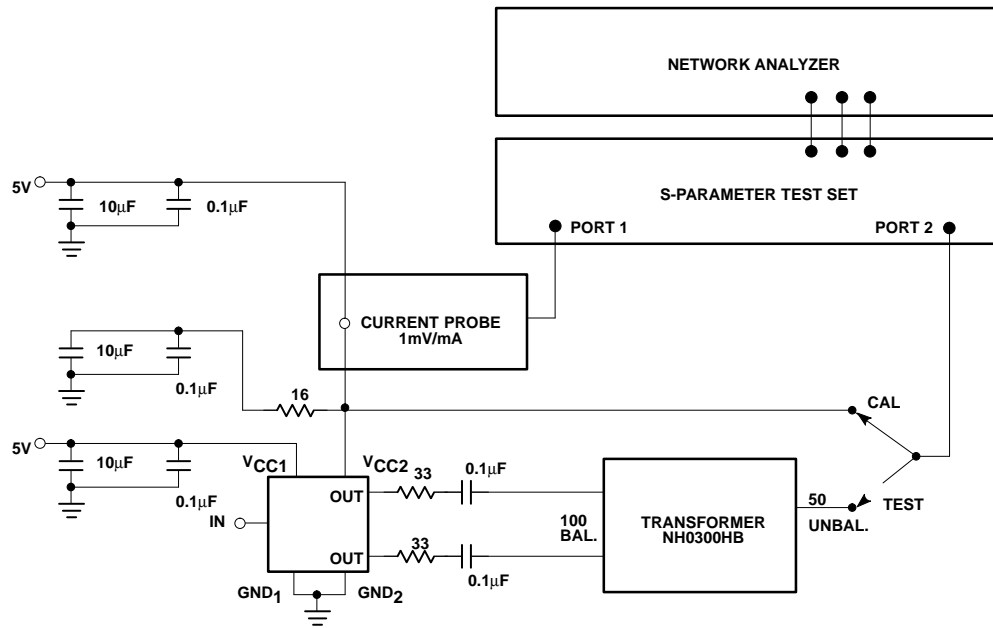 NETWORK ANALYZER
S-PARAMETER TEST SET
PORT 1
PORT 2
5V
10µF
0.1µF
CURRENT PROBE
1mV/mA
10µF
0.1µF
16
CAL
5V
10µF
0.1µF
VCC1
VCC2
33
0.1µF
OUT
IN
OUT
33
0.1µF
100
BAL.
TRANSFORMER
NH0300HB
50
UNBAL.
TEST
GND1
GND2